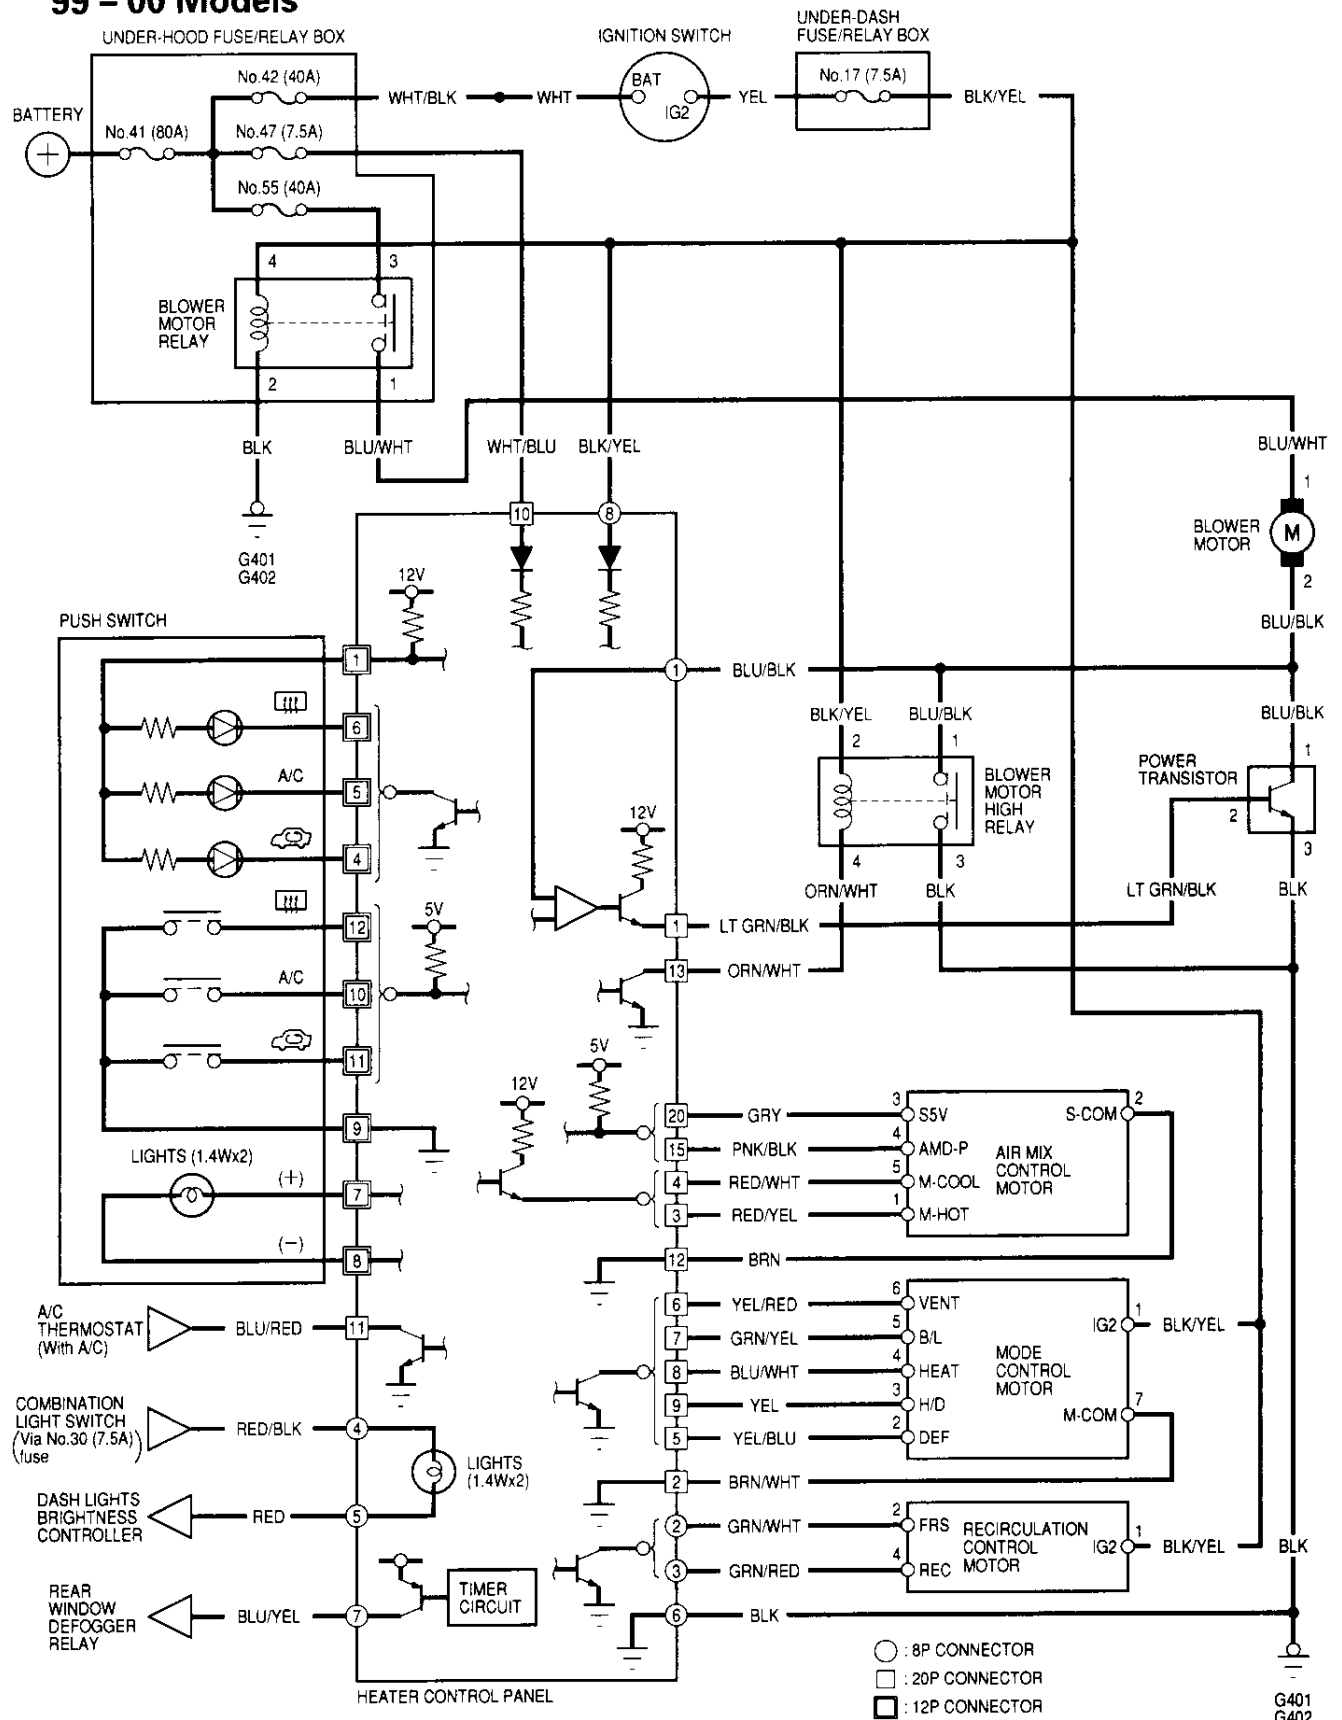 99 – 00 Models
UNDER-HOOD FUSE/RELAY BOX
IGNITION SWITCH
UNDER-DASH
FUSE/RELAY BOX
No.42 (40A)
WHT/BLK
WHT
BAT
IG2
YEL
No.17 (7.5A)
BLK/YEL
BATTERY
+
No.41 (80A)
No.47 (7.5A)
No.55 (40A)
4
3
BLOWER
MOTOR
RELAY
2
1
BLK
BLU/WHT
WHT/BLU
BLK/YEL
BLU/WHT
G401
G402
10
8
1
BLOWER
MOTOR
M
2
BLU/BLK
12V
PUSH SWITCH
1
1
BLU/BLK
BLK/YEL
BLU/BLK
BLU/BLK
6
2
1
1
A/C
5
BLOWER
MOTOR
HIGH
RELAY
POWER
TRANSISTOR
2
3
12V
4
4
3
ORN/WHT
BLK
LT GRN/BLK
BLK
5V
12
1
LT GRN/BLK
A/C
10
13
ORN/WHT
11
5V
12V
9
LIGHTS (1.4Wx2)
(+)
7
(−)
8
20
GRY
3
S5V
S-COM
2
15
PNK/BLK
4
AMD-P
AIR MIX
CONTROL
MOTOR
4
RED/WHT
5
M-COOL
3
RED/YEL
1
M-HOT
12
BRN
A/C
THERMOSTAT
(With A/C)
BLU/RED
11
6
YEL/RED
6
VENT
7
GRN/YEL
5
B/L
IG2
1
BLK/YEL
8
BLU/WHT
4
HEAT
MODE
CONTROL
MOTOR
9
YEL
3
H/D
M-COM
7
5
YEL/BLU
2
DEF
2
BRN/WHT
COMBINATION
LIGHT SWITCH
(Via No.30 (7.5A)
fuse)
RED/BLK
4
LIGHTS
(1.4Wx2)
DASH LIGHTS
BRIGHTNESS
CONTROLLER
RED
5
2
GRN/WHT
2
FRS
RECIRCULATION
CONTROL
MOTOR
IG2
1
BLK/YEL
BLK
3
GRN/RED
4
REC
REAR
WINDOW
DEFOGGER
RELAY
BLU/YEL
7
TIMER
CIRCUIT
6
BLK
HEATER CONTROL PANEL
: 8P CONNECTOR
: 20P CONNECTOR
: 12P CONNECTOR
G401
G402